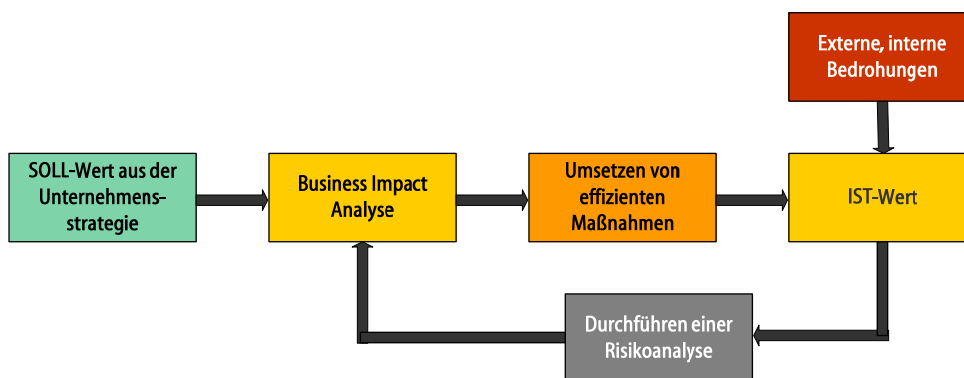 Externe, interne
Bedrohungen
SOLL-Wert aus der
Unternehmens-
strategie
Business Impact
Analyse
Umsetzen von
effizienten
Maßnahmen
IST-Wert
Durchführen einer
Risikoanalyse